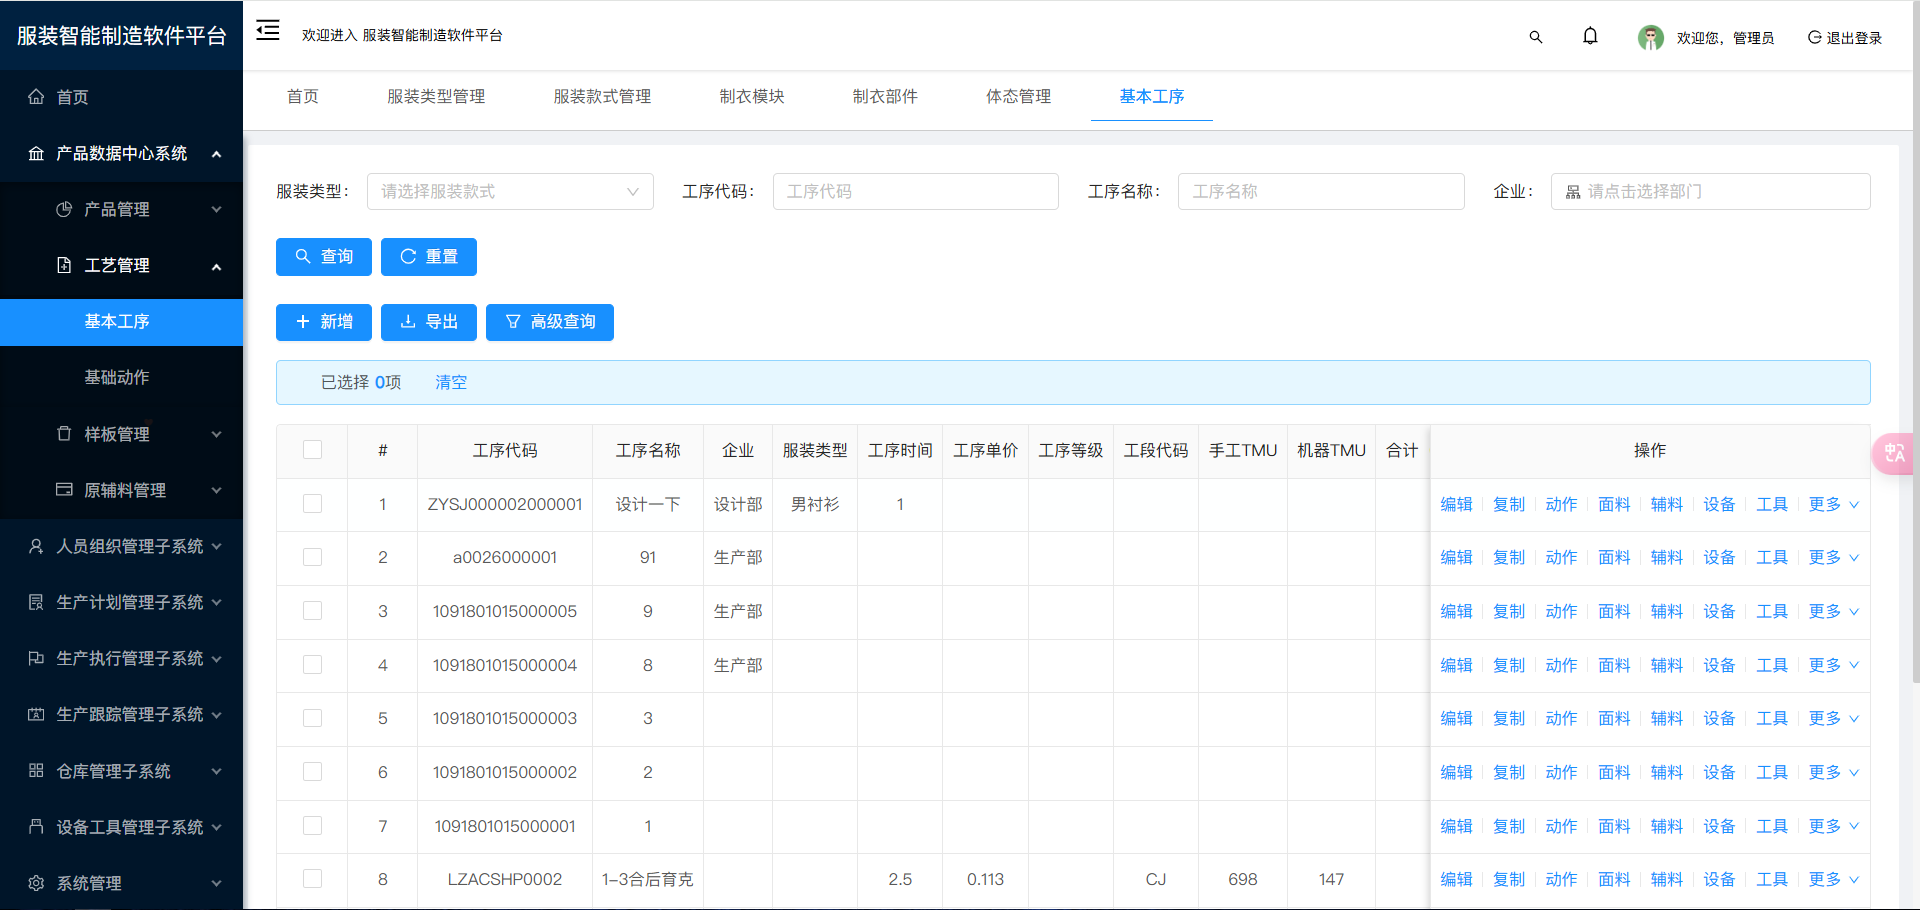 服装智能制造软件平台
欢迎进入 服装智能制造软件平台
欢迎您，管理员
退出登录
首页
产品数据中心系统
产品管理
工艺管理
基本工序
基础动作
样板管理
原辅料管理
人员组织管理子系统
生产计划管理子系统
生产执行管理子系统
生产跟踪管理子系统
仓库管理子系统
设备工具管理子系统
系统管理
首页 服装类型管理 服装款式管理 制衣模块 制衣部件 体态管理 基本工序
服装类型： 请选择服装款式 工序代码： 工序代码 工序名称： 工序名称 企业： 请点击选择部门
查询 重置
新增 导出 高级查询
已选择 0项 清空
# 工序代码 工序名称 企业 服装类型 工序时间 工序单价 工序等级 工段代码 手工TMU 机器TMU 合计 操作
1 ZYSJ000002000001 设计一下 设计部 男衬衫 1 编辑 复制 动作 面料 辅料 设备 工具 更多
2 a0026000001 91 生产部 编辑 复制 动作 面料 辅料 设备 工具 更多
3 1091801015000005 9 生产部 编辑 复制 动作 面料 辅料 设备 工具 更多
4 1091801015000004 8 生产部 编辑 复制 动作 面料 辅料 设备 工具 更多
5 1091801015000003 3 编辑 复制 动作 面料 辅料 设备 工具 更多
6 1091801015000002 2 编辑 复制 动作 面料 辅料 设备 工具 更多
7 1091801015000001 1 编辑 复制 动作 面料 辅料 设备 工具 更多
8 LZACSHP0002 1-3合后育克 2.5 0.113 CJ 698 147 编辑 复制 动作 面料 辅料 设备 工具 更多